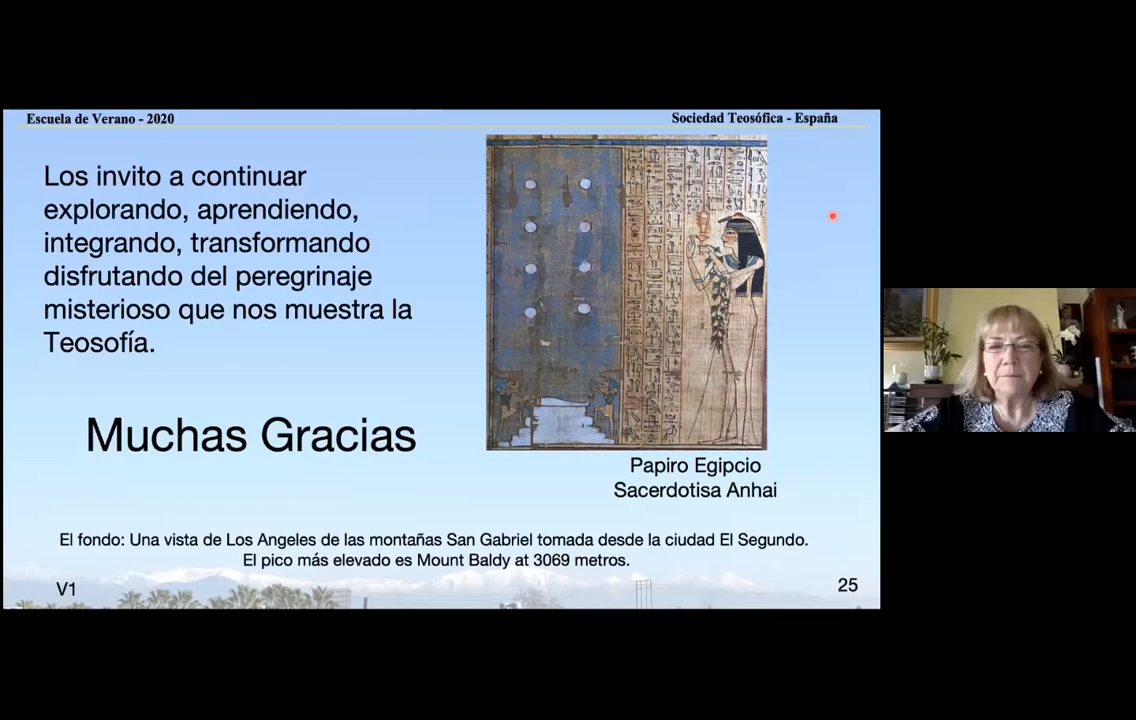 Escuela de Verano - 2020
Sociedad Teosófica - España
Los invito a continuar
explorando, aprendiendo,
integrando, transformando
disfrutando del peregrinaje
misterioso que nos muestra la
Teosofía.
Muchas Gracias
Papiro Egipcio
Sacerdotisa Anhai
El fondo: Una vista de Los Angeles de las montañas San Gabriel tomada desde la ciudad El Segundo.
El pico más elevado es Mount Baldy at 3069 metros.
V1
25